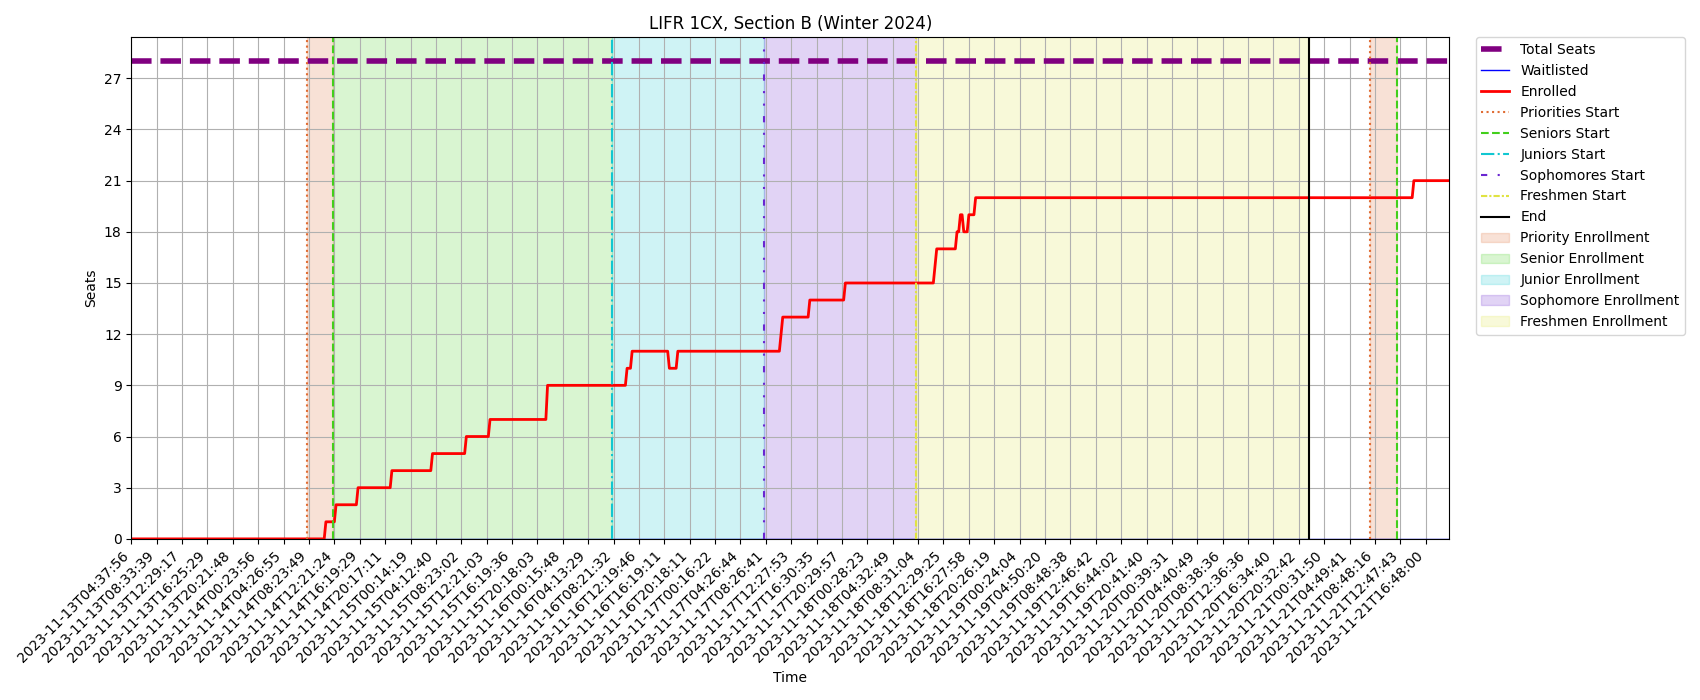 LIFR 1CX, Section B (Winter 2024)
Seats
27
24
21
18
15
12
9
6
3
0
2023-11-13T04:37:56
2023-11-13T08:33:39
2023-11-13T12:29:17
2023-11-13T16:25:29
2023-11-13T20:21:48
2023-11-14T00:23:56
2023-11-14T04:26:55
2023-11-14T08:23:49
2023-11-14T12:21:24
2023-11-14T16:19:29
2023-11-14T20:17:11
2023-11-15T00:14:19
2023-11-15T04:12:40
2023-11-15T08:23:02
2023-11-15T12:21:03
2023-11-15T16:19:36
2023-11-15T20:18:03
2023-11-16T00:15:48
2023-11-16T04:13:29
2023-11-16T08:21:32
2023-11-16T12:19:46
2023-11-16T16:19:11
2023-11-16T20:18:11
2023-11-17T00:16:22
2023-11-17T04:26:44
2023-11-17T08:26:41
2023-11-17T12:27:53
2023-11-17T16:30:35
2023-11-17T20:29:57
2023-11-18T00:28:23
2023-11-18T04:32:49
2023-11-18T08:31:04
2023-11-18T12:29:25
2023-11-18T16:27:58
2023-11-18T20:26:19
2023-11-19T00:24:04
2023-11-19T04:50:20
2023-11-19T08:48:38
2023-11-19T12:46:42
2023-11-19T16:44:02
2023-11-19T20:41:40
2023-11-20T00:39:31
2023-11-20T04:40:49
2023-11-20T08:38:36
2023-11-20T12:36:36
2023-11-20T16:34:40
2023-11-20T20:32:42
2023-11-21T00:31:50
2023-11-21T04:49:41
2023-11-21T08:48:16
2023-11-21T12:47:43
2023-11-21T16:48:00
Time
Total Seats
Waitlisted
Enrolled
Priorities Start
Seniors Start
Juniors Start
Sophomores Start
Freshmen Start
End
Priority Enrollment
Senior Enrollment
Junior Enrollment
Sophomore Enrollment
Freshmen Enrollment